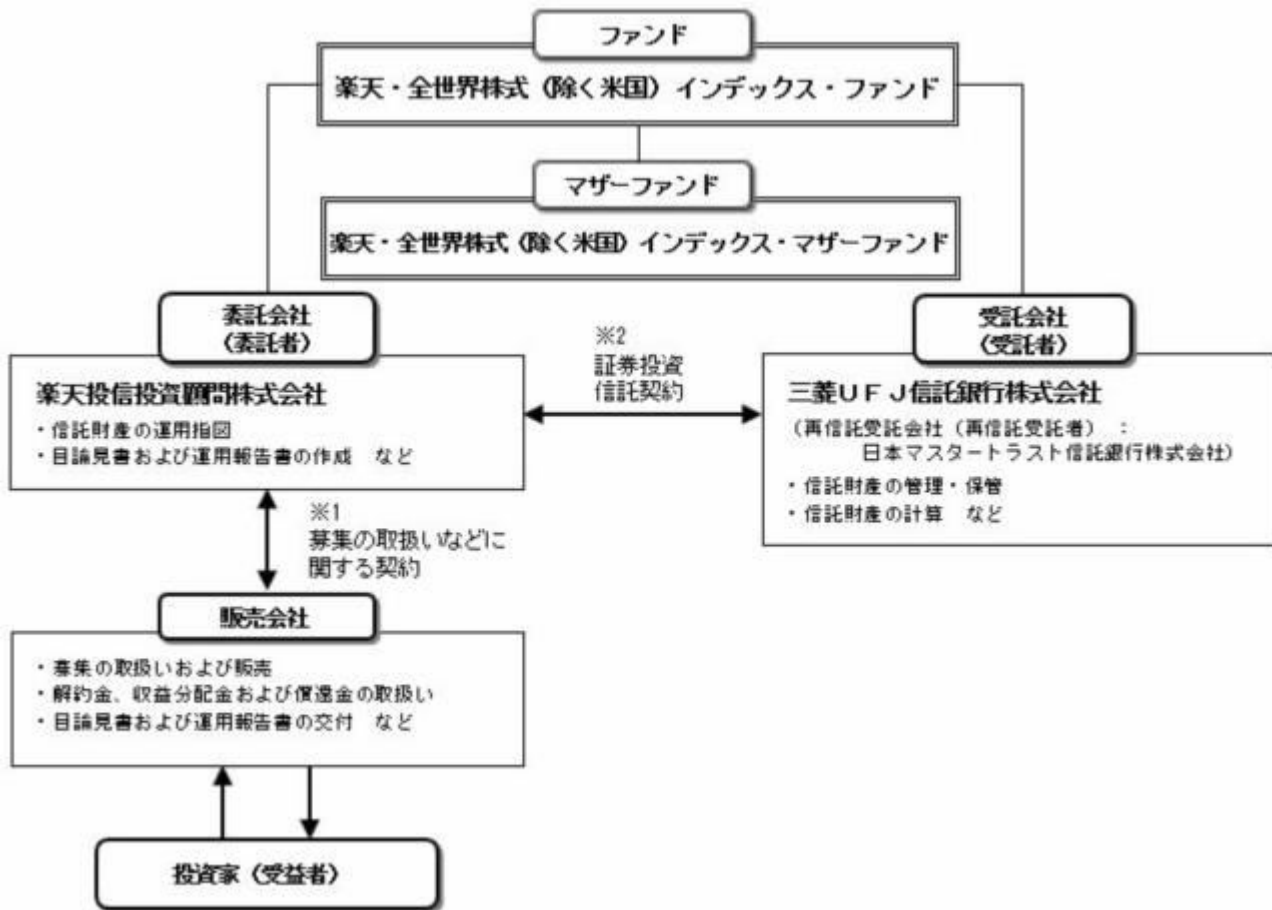 ファンド
楽天・全世界株式（除く米国）インデックス・ファンド
マザーファンド
楽天・全世界株式（除く米国）インデックス・マザーファンド
委託会社
（委託者）
楽天投信投資顧問株式会社
・信託財産の運用指図
・目論見書および運用報告書の作成　など
※2
証券投資
信託契約
受託会社
（受託者）
三菱ＵＦＪ信託銀行株式会社
（再信託受託会社（再信託受託者）　：
日本マスタートラスト信託銀行株式会社）
・信託財産の管理・保管
・信託財産の計算　など
※1
募集の取扱いなどに
関する契約
販売会社
・募集の取扱いおよび販売
・解約金、収益分配金および償還金の取扱い
・目論見書および運用報告書の交付　など
投資家（受益者）